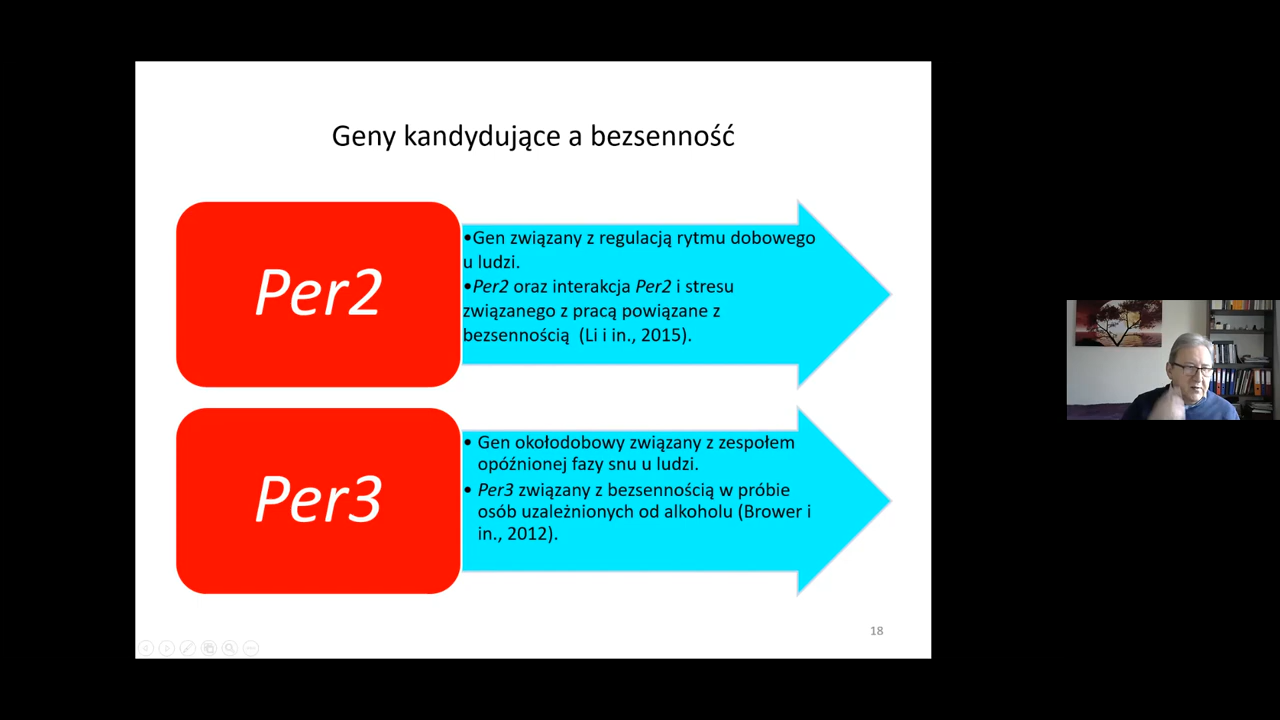 Geny kandydujące a bezsenność
Per2
•Gen związany z regulacją rytmu dobowego
u ludzi.
•Per2 oraz interakcja Per2 i stresu
związanego z pracą powiązane z
bezsennością (Li i in., 2015).
Per3
• Gen okołodobowy związany z zespołem
opóźnionej fazy snu u ludzi.
• Per3 związany z bezsennością w próbie
osób uzależnionych od alkoholu (Brower i
in., 2012).
18